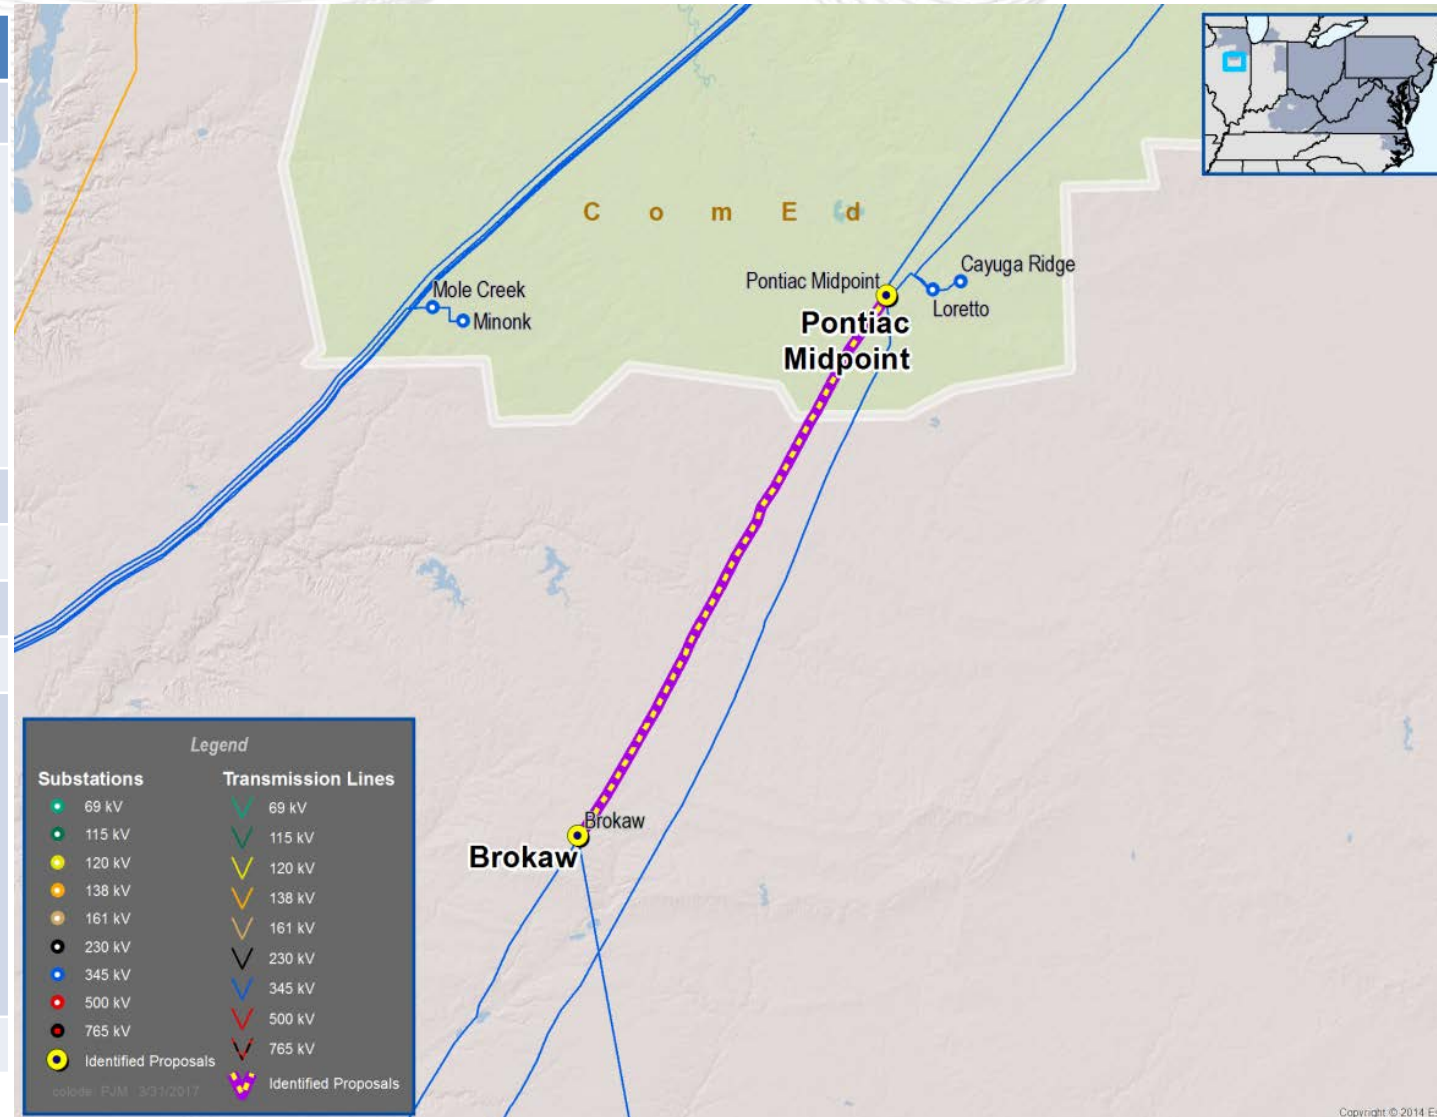 C o m E d
Cayuga Ridge
Pontiac Midpoint
Loretto
Mole Creek
Minonk
Pontiac
Midpoint
Brokaw
Brokaw
Legend
Substations
69 kV
115 kV
120 kV
138 kV
161 kV
230 kV
345 kV
500 kV
765 kV
Identified Proposals
Transmission Lines
69 kV
115 kV
120 kV
138 kV
161 kV
230 kV
345 kV
500 kV
765 kV
Identified Proposals
PJM 3/31/2017
Copyright © 2014 E